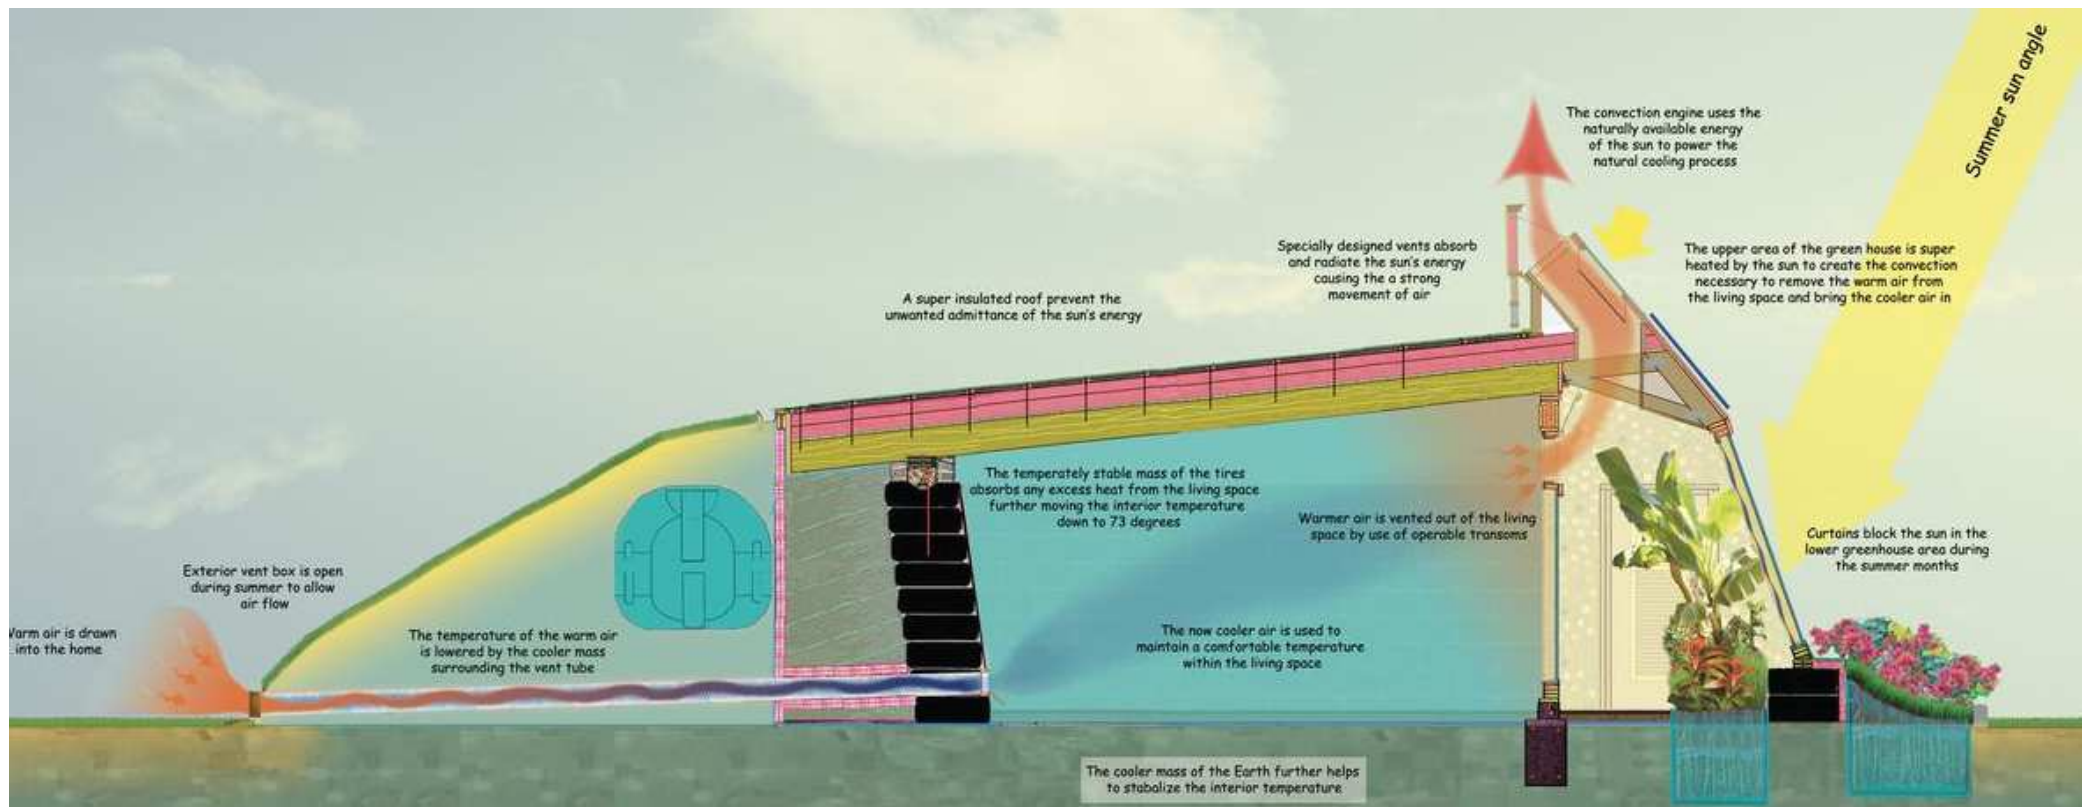 Summer sun angle
The convection engine uses the
naturally available energy
of the sun to power the
natural cooling process
Specially designed vents absorb
and radiate the sun's energy
causing the a strong
movement of air
The upper area of the green house is super
heated by the sun to create the convection
necessary to remove the warm air from
the living space and bring the cooler air in
A super insulated roof prevent the
unwanted admittance of the sun's energy
The temperately stable mass of the tires
absorbs any excess heat from the living space
further moving the interior temperature
down to 73 degrees
Warmer air is vented out of the living
space by use of operable transoms
Curtains block the sun in the
lower greenhouse area during
the summer months
Exterior vent box is open
during summer to allow
air flow
Warm air is drawn
into the home
The temperature of the warm air
is lowered by the cooler mass
surrounding the vent tube
The now cooler air is used to
maintain a comfortable temperature
within the living space
The cooler mass of the Earth further helps
to stabalize the interior temperature